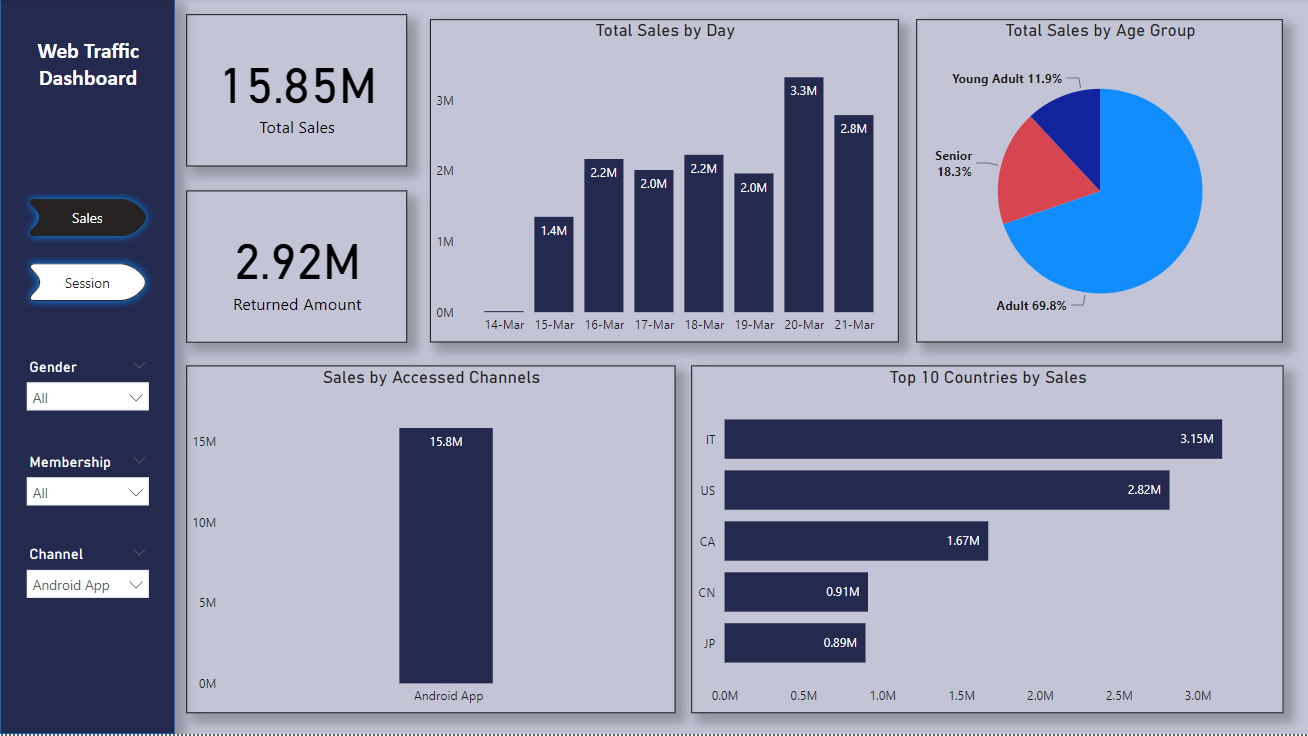 Web Traffic
Dashboard
Sales
Session
Gender
All
Membership
All
Channel
Android App
15.85M
Total Sales
2.92M
Returned Amount
Total Sales by Day
3M
2M
1M
0M
1.4M
2.2M
2.0M
2.2M
2.0M
3.3M
2.8M
14-Mar 15-Mar 16-Mar 17-Mar 18-Mar 19-Mar 20-Mar 21-Mar
Total Sales by Age Group
Young Adult 11.9%
Senior
18.3%
Adult 69.8%
Sales by Accessed Channels
15M
10M
5M
0M
15.8M
Android App
Top 10 Countries by Sales
IT 3.15M
US 2.82M
CA 1.67M
CN 0.91M
JP 0.89M
0.0M 0.5M 1.0M 1.5M 2.0M 2.5M 3.0M